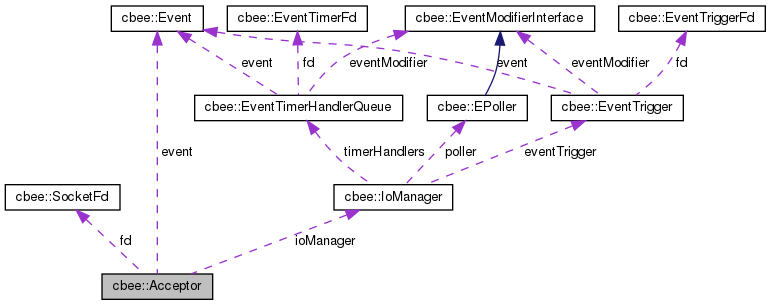 cbee::Event
cbee::EventTimerFd
cbee::EventModifierInterface
cbee::EventTriggerFd
event
fd
eventModifier
event
eventModifier
fd
cbee::EventTimerHandlerQueue
cbee::EPoller
cbee::EventTrigger
event
timerHandlers
poller
eventTrigger
cbee::SocketFd
cbee::IoManager
fd
ioManager
cbee::Acceptor